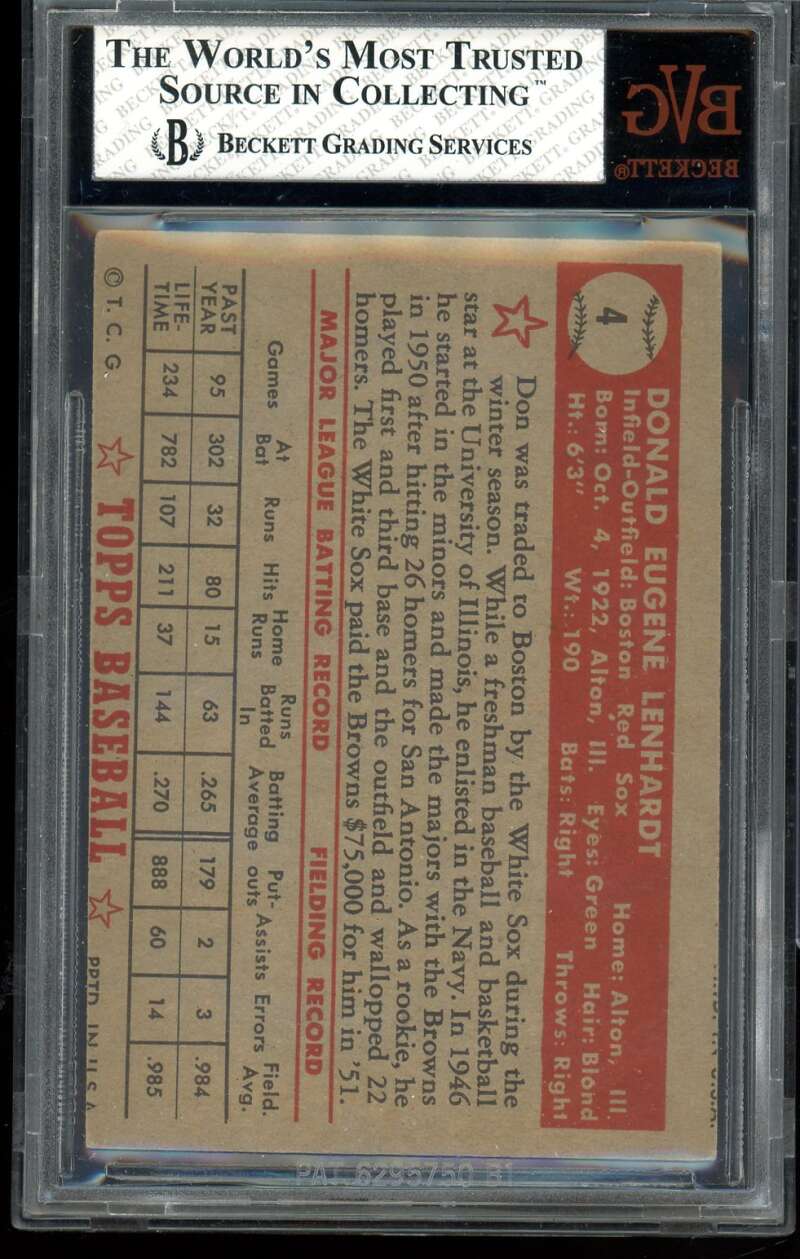 THE WORLD'S MOST TRUSTED
SOURCE IN COLLECTING™
B BECKETT GRADING SERVICES
BVG
BECKETT®
4
DONALD EUGENE LENHARDT
Infield-Outfield: Boston Red Sox Home: Alton, Ill.
Born: Oct. 4, 1922, Alton, Ill. Eyes: Green Hair: Blond
Ht.: 6'3" Wt.: 190 Bats: Right Throws: Right
Don was traded to Boston by the White Sox during the
winter season. While a freshman baseball and basketball
star at the University of Illinois, he enlisted in the Navy. In 1946
he started in the minors and made the majors with the Browns
in 1950 after hitting 26 homers for San Antonio. As a rookie, he
played first and third base and the outfield and walloped 22
homers. The White Sox paid the Browns $75,000 for him in '51.
MAJOR LEAGUE BATTING RECORD FIELDING RECORD
Games At Bat Runs Hits Home Runs Runs Batted In Batting Average Put-outs Assists Errors Field. Avg.
PAST YEAR 95 302 32 80 15 63 .265 179 2 3 .984
LIFE-TIME 234 782 107 211 37 144 .270 888 60 14 .985
© T. C. G TOPPS BASEBALL PRTD. IN U.S.A.
U.S.A.
PAT. 6295750 B1